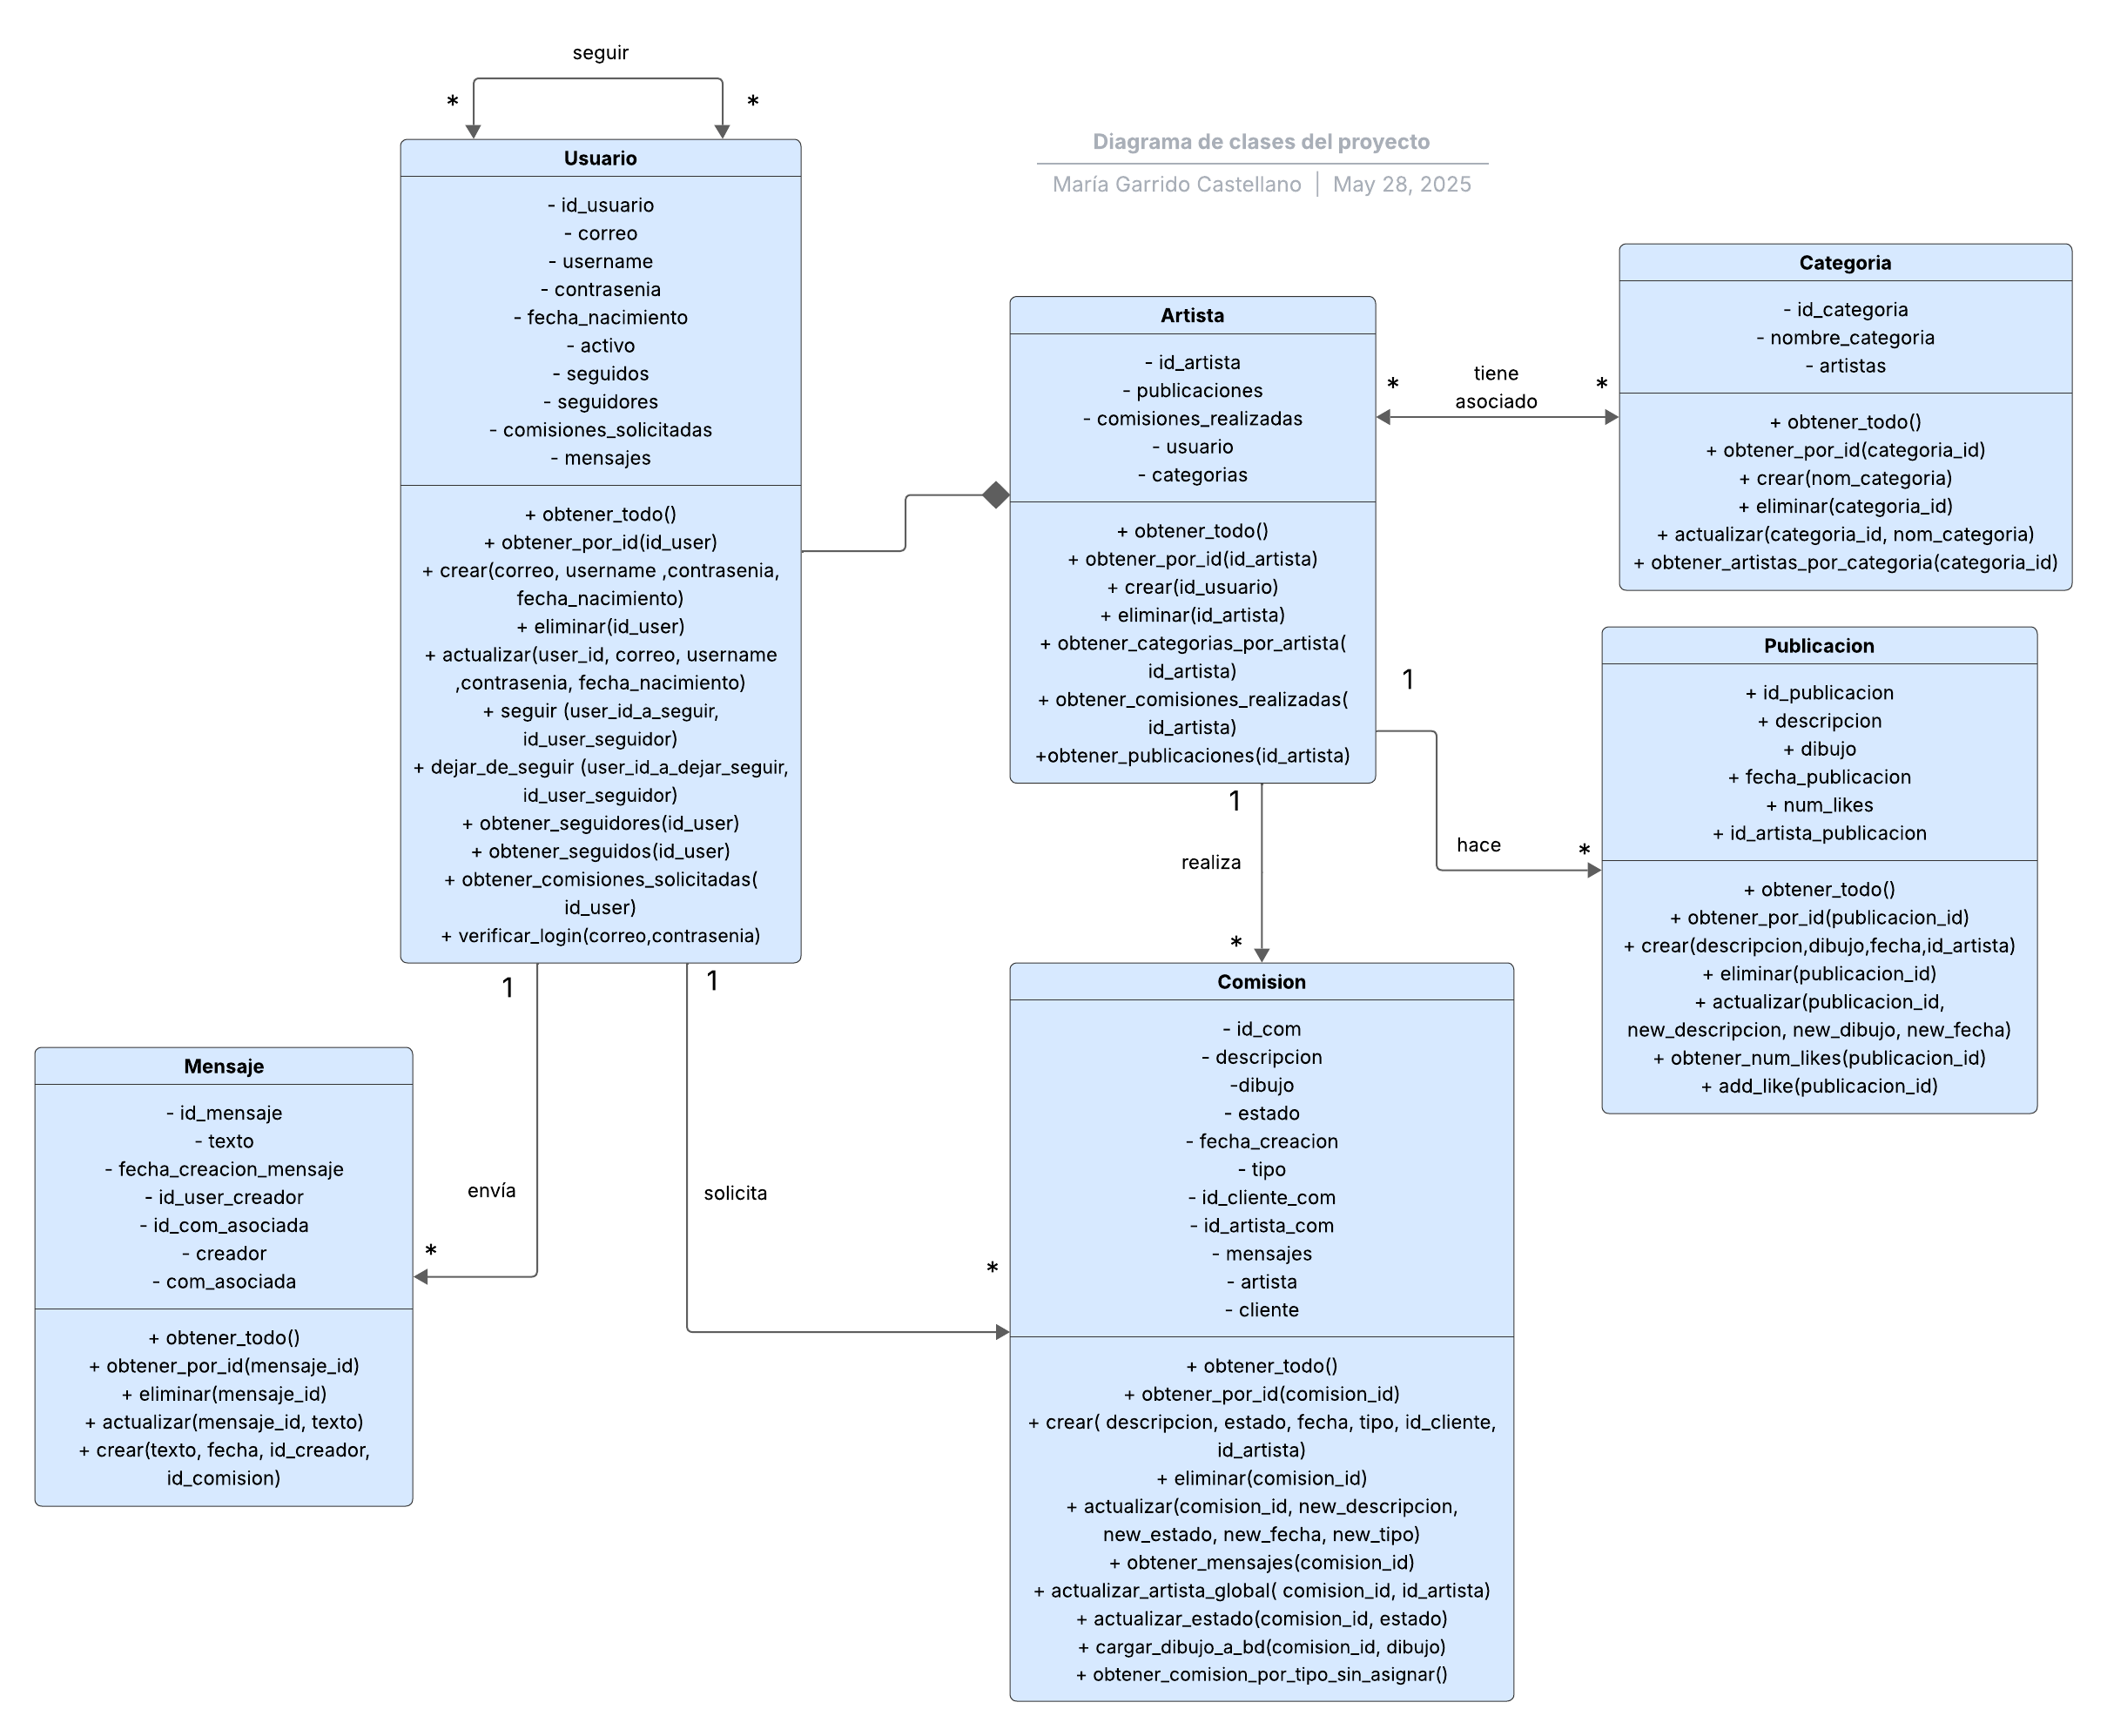 seguir
*
*
Diagrama de clases del proyecto
María Garrido Castellano | May 28, 2025
Usuario
- id_usuario
- correo
- username
- contrasenia
- fecha_nacimiento
- activo
- seguidos
- seguidores
- comisiones_solicitadas
- mensajes
+ obtener_todo()
+ obtener_por_id(id_user)
+ crear(correo, username ,contrasenia,
fecha_nacimiento)
+ eliminar(id_user)
+ actualizar(user_id, correo, username
,contrasenia, fecha_nacimiento)
+ seguir (user_id_a_seguir,
id_user_seguidor)
+ dejar_de_seguir (user_id_a_dejar_seguir,
id_user_seguidor)
+ obtener_seguidores(id_user)
+ obtener_seguidos(id_user)
+ obtener_comisiones_solicitadas(
id_user)
+ verificar_login(correo,contrasenia)
Artista
- id_artista
- publicaciones
- comisiones_realizadas
- usuario
- categorias
+ obtener_todo()
+ obtener_por_id(id_artista)
+ crear(id_usuario)
+ eliminar(id_artista)
+ obtener_categorias_por_artista(
id_artista)
+ obtener_comisiones_realizadas(
id_artista)
+obtener_publicaciones(id_artista)
*
tiene
asociado
*
Categoria
- id_categoria
- nombre_categoria
- artistas
+ obtener_todo()
+ obtener_por_id(categoria_id)
+ crear(nom_categoria)
+ eliminar(categoria_id)
+ actualizar(categoria_id, nom_categoria)
+ obtener_artistas_por_categoria(categoria_id)
1
hace
*
Publicacion
+ id_publicacion
+ descripcion
+ dibujo
+ fecha_publicacion
+ num_likes
+ id_artista_publicacion
+ obtener_todo()
+ obtener_por_id(publicacion_id)
+ crear(descripcion,dibujo,fecha,id_artista)
+ eliminar(publicacion_id)
+ actualizar(publicacion_id,
new_descripcion, new_dibujo, new_fecha)
+ obtener_num_likes(publicacion_id)
+ add_like(publicacion_id)
1
realiza
*
1
envía
*
1
solicita
*
Mensaje
- id_mensaje
- texto
- fecha_creacion_mensaje
- id_user_creador
- id_com_asociada
- creador
- com_asociada
+ obtener_todo()
+ obtener_por_id(mensaje_id)
+ eliminar(mensaje_id)
+ actualizar(mensaje_id, texto)
+ crear(texto, fecha, id_creador,
id_comision)
Comision
- id_com
- descripcion
-dibujo
- estado
- fecha_creacion
- tipo
- id_cliente_com
- id_artista_com
- mensajes
- artista
- cliente
+ obtener_todo()
+ obtener_por_id(comision_id)
+ crear( descripcion, estado, fecha, tipo, id_cliente,
id_artista)
+ eliminar(comision_id)
+ actualizar(comision_id, new_descripcion,
new_estado, new_fecha, new_tipo)
+ obtener_mensajes(comision_id)
+ actualizar_artista_global( comision_id, id_artista)
+ actualizar_estado(comision_id, estado)
+ cargar_dibujo_a_bd(comision_id, dibujo)
+ obtener_comision_por_tipo_sin_asignar()